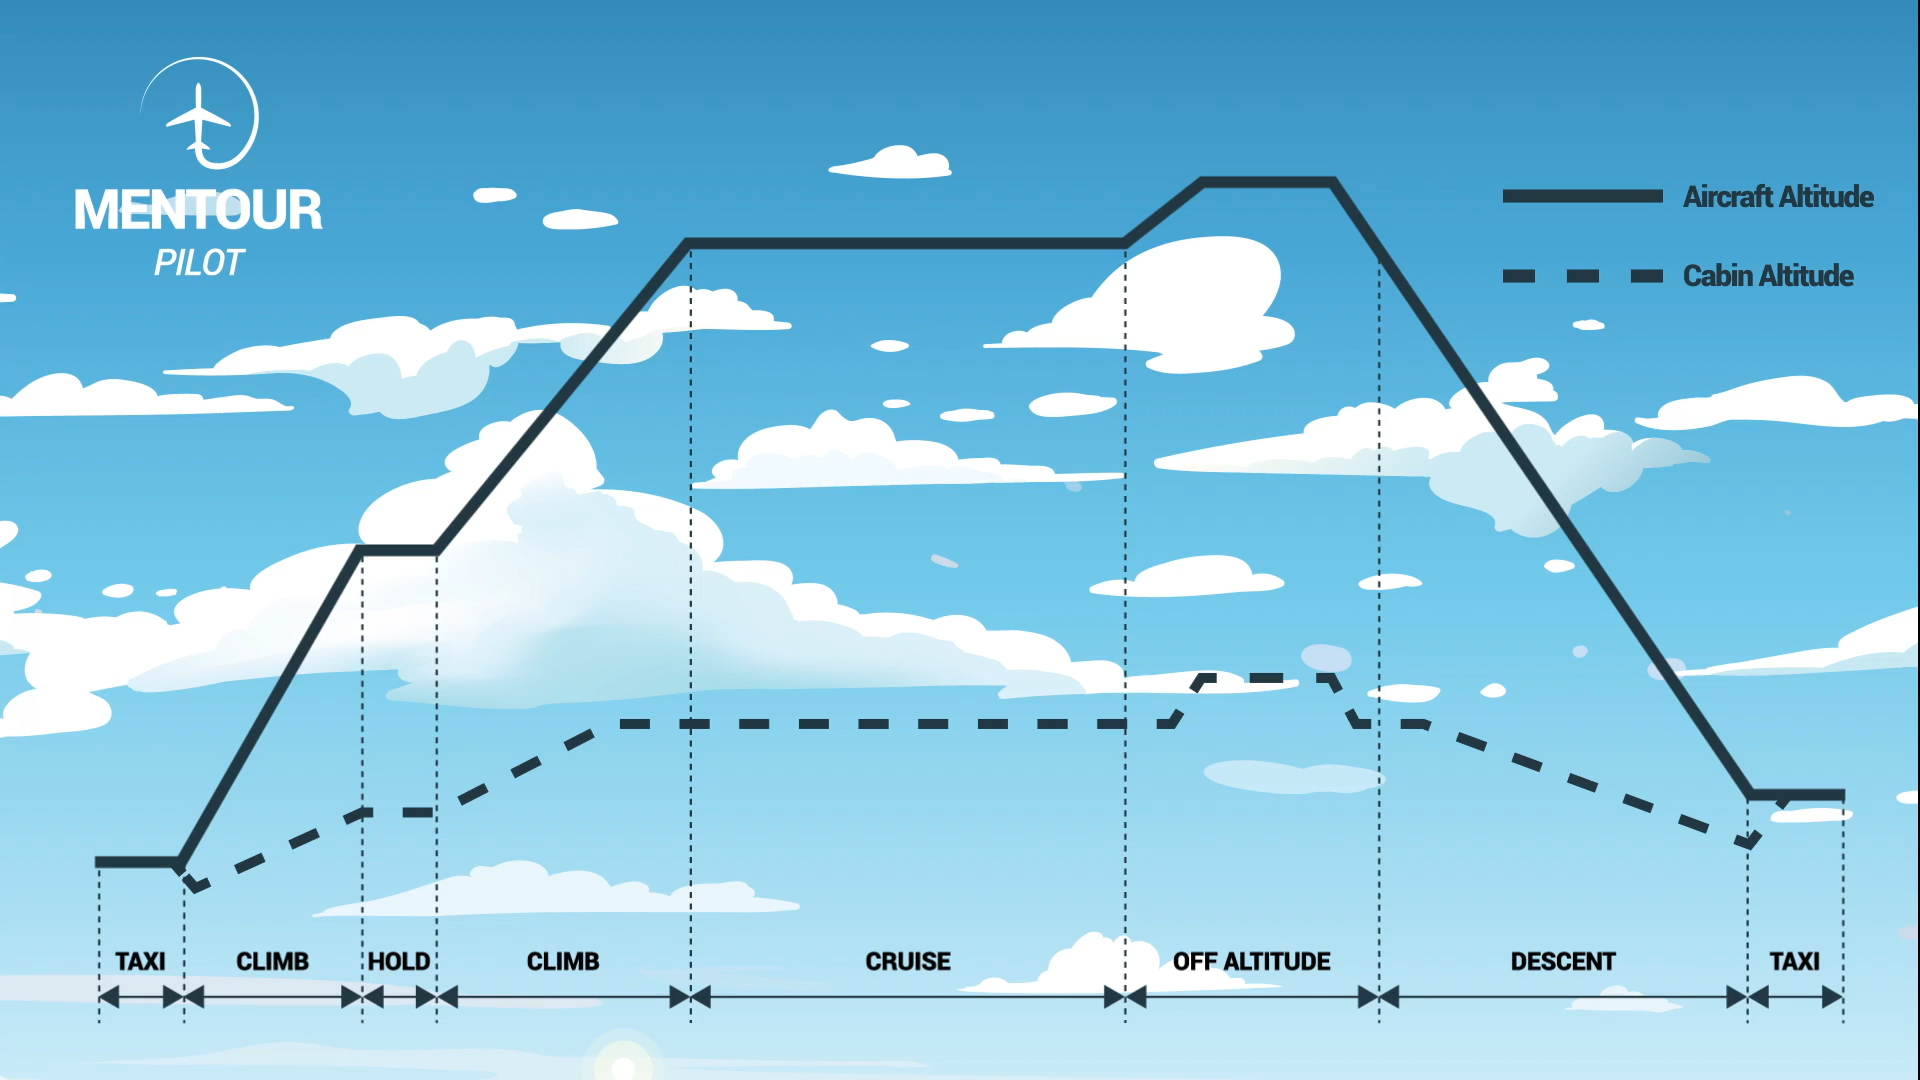 MENTOUR
PILOT
Aircraft Altitude
Cabin Altitude
TAXI
CLIMB
HOLD
CLIMB
CRUISE
OFF ALTITUDE
DESCENT
TAXI